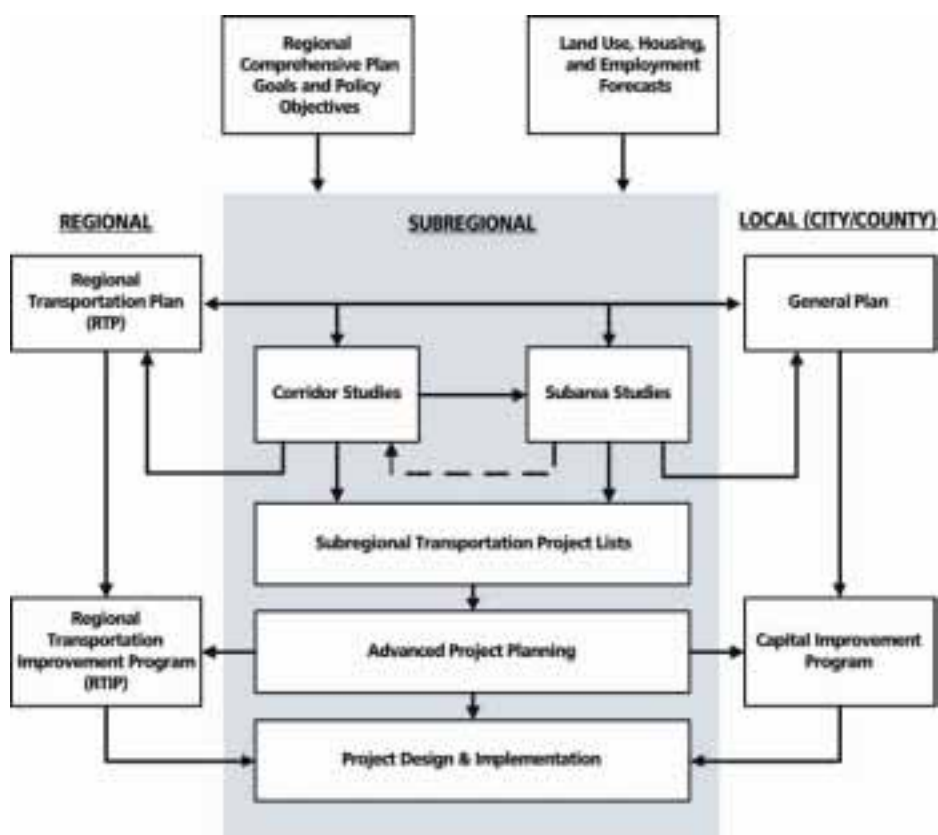 Regional
Comprehensive Plan
Goals and Policy
Objectives
Land Use, Housing,
and Employment
Forecasts
REGIONAL
SUBREGIONAL
LOCAL (CITY/COUNTY)
Regional
Transportation Plan
(RTP)
General Plan
Corridor Studies
Subarea Studies
Subregional Transportation Project Lists
Regional
Transportation
Improvement Program
(RTIP)
Advanced Project Planning
Capital Improvement
Program
Project Design & Implementation